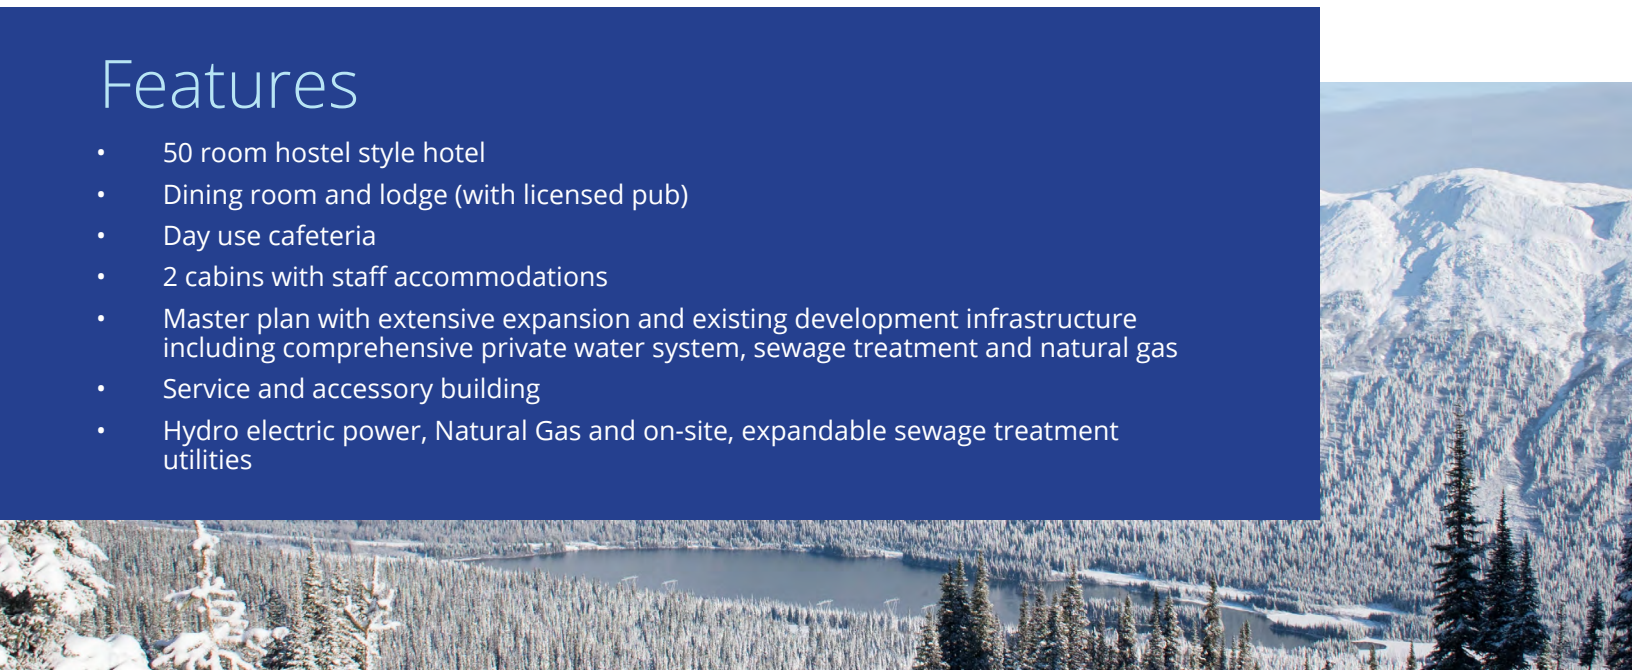 Features
• 50 room hostel style hotel
• Dining room and lodge (with licensed pub)
• Day use cafeteria
• 2 cabins with staff accommodations
• Master plan with extensive expansion and existing development infrastructure
including comprehensive private water system, sewage treatment and natural gas
• Service and accessory building
• Hydro electric power, Natural Gas and on-site, expandable sewage treatment
utilities